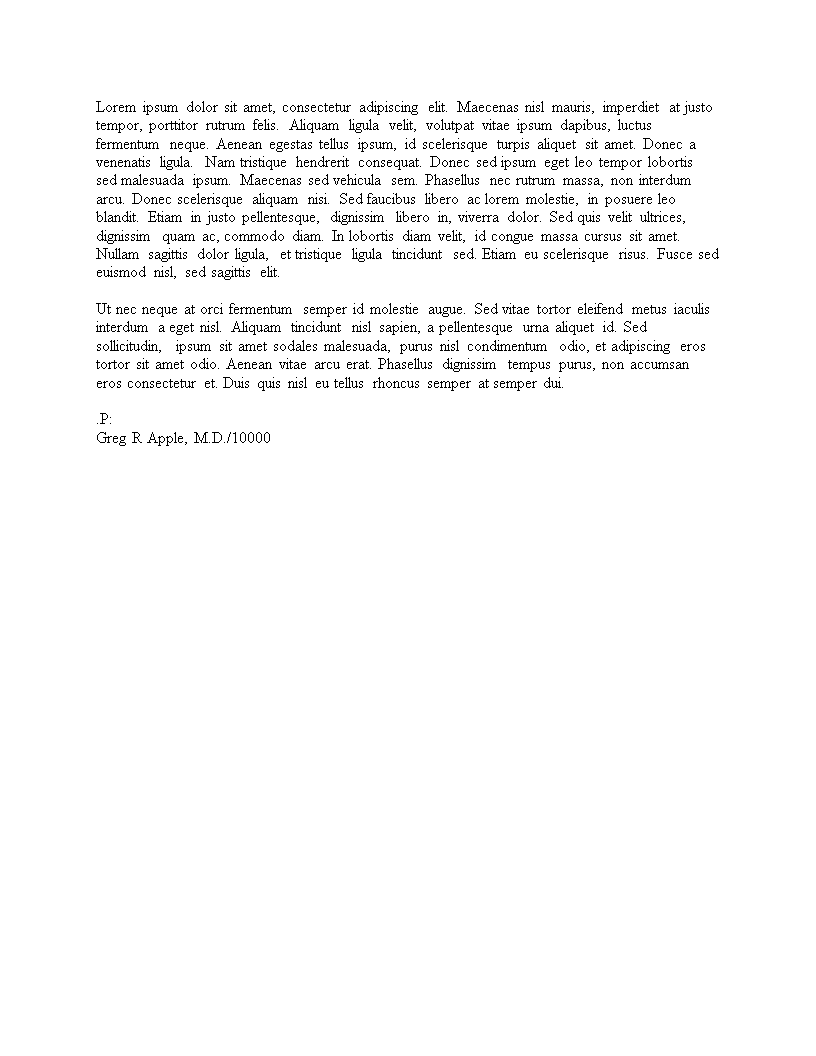 Lorem ipsum dolor sit amet, consectetur adipiscing elit. Maecenas nisl mauris, imperdiet at justo
tempor, porttitor rutrum felis. Aliquam ligula velit, volutpat vitae ipsum dapibus, luctus
fermentum neque. Aenean egestas tellus ipsum, id scelerisque turpis aliquet sit amet. Donec a
venenatis ligula. Nam tristique hendrerit consequat. Donec sed ipsum eget leo tempor lobortis
sed malesuada ipsum. Maecenas sed vehicula sem. Phasellus nec rutrum massa, non interdum
arcu. Donec scelerisque aliquam nisi. Sed faucibus libero ac lorem molestie, in posuere leo
blandit. Etiam in justo pellentesque, dignissim libero in, viverra dolor. Sed quis velit ultrices,
dignissim quam ac, commodo diam. In lobortis diam velit, id congue massa cursus sit amet.
Nullam sagittis dolor ligula, et tristique ligula tincidunt sed. Etiam eu scelerisque risus. Fusce sed
euismod nisl, sed sagittis elit.

Ut nec neque at orci fermentum semper id molestie augue. Sed vitae tortor eleifend metus iaculis
interdum a eget nisl. Aliquam tincidunt nisl sapien, a pellentesque urna aliquet id. Sed
sollicitudin, ipsum sit amet sodales malesuada, purus nisl condimentum odio, et adipiscing eros
tortor sit amet odio. Aenean vitae arcu erat. Phasellus dignissim tempus purus, non accumsan
eros consectetur et. Duis quis nisl eu tellus rhoncus semper at semper dui.

.P:
Greg R Apple, M.D./10000